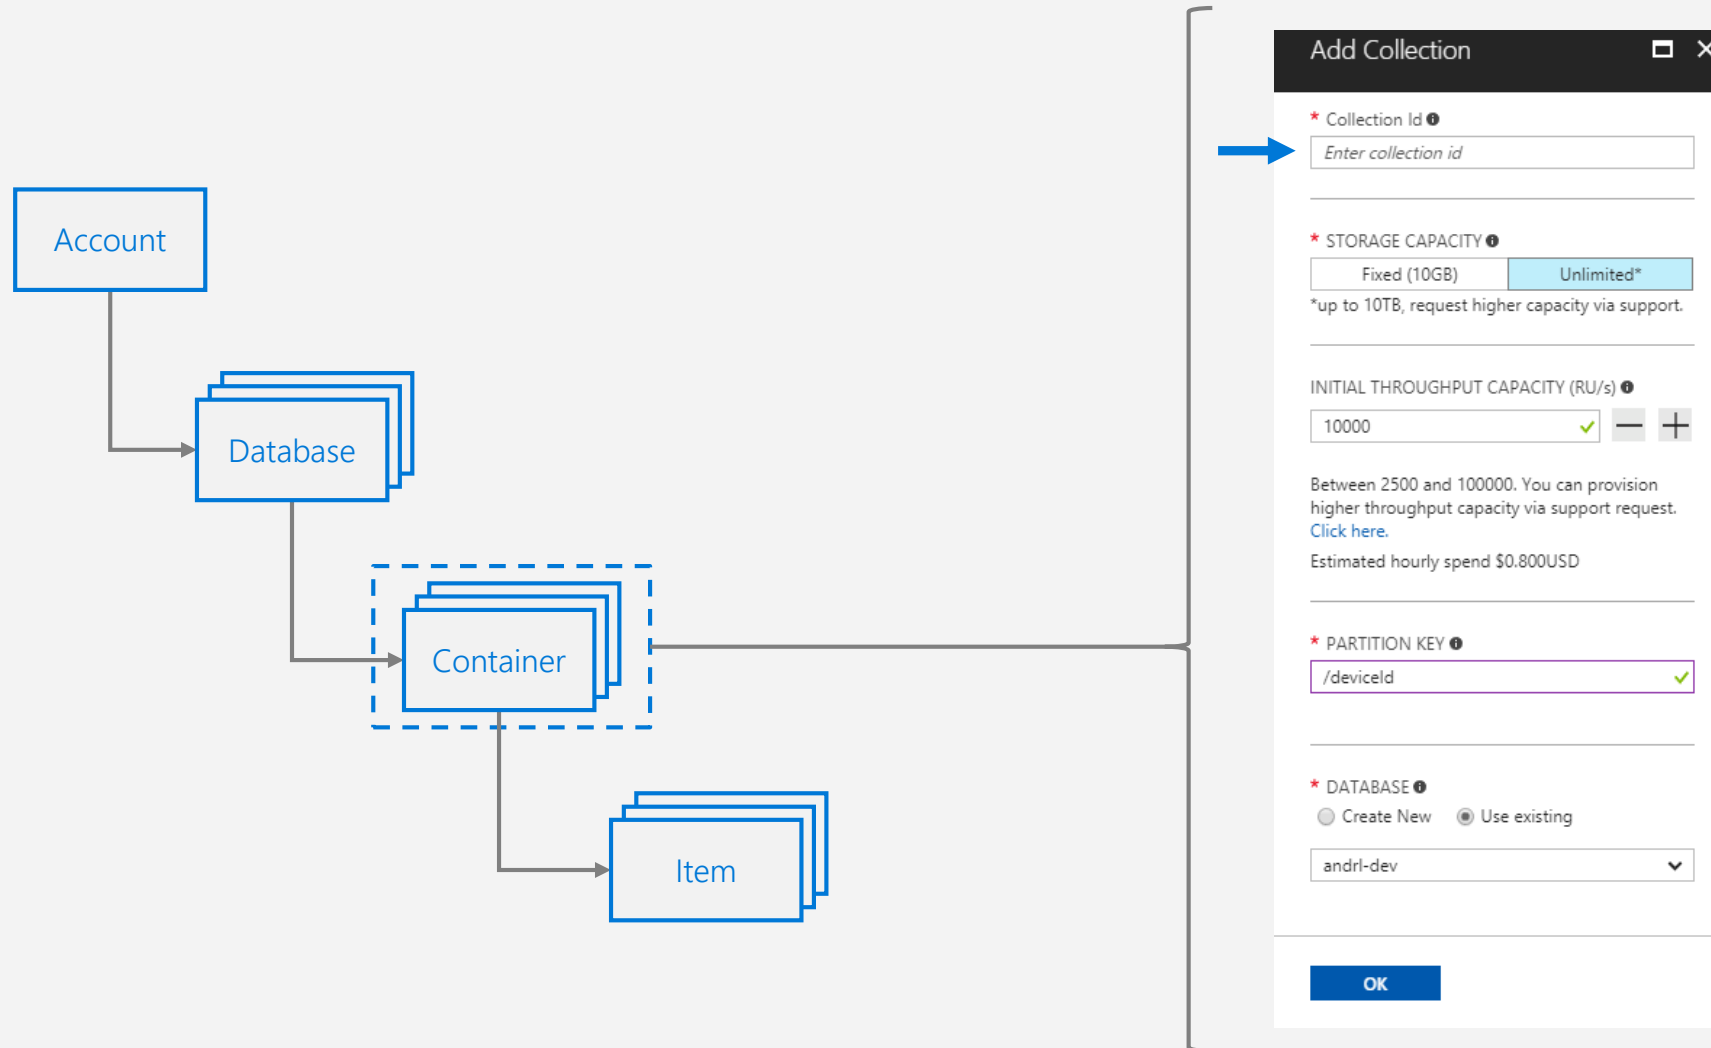 Account
Database
Container
Item
Add Collection
* Collection Id
Enter collection id
* STORAGE CAPACITY
Fixed (10GB) Unlimited*
*up to 10TB, request higher capacity via support.
INITIAL THROUGHPUT CAPACITY (RU/s)
10000
Between 2500 and 100000. You can provision
higher throughput capacity via support request.
Click here.
Estimated hourly spend $0.800USD
* PARTITION KEY
/deviceId
* DATABASE
Create New Use existing
andrl-dev
OK